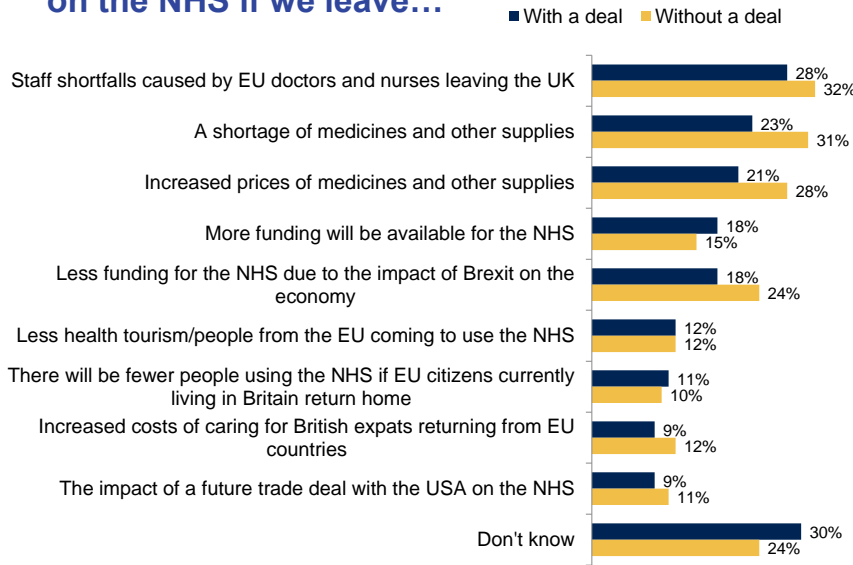 on the NHS if we leave…
With a deal Without a deal
Staff shortfalls caused by EU doctors and nurses leaving the UK
28%
32%
A shortage of medicines and other supplies
23%
31%
Increased prices of medicines and other supplies
21%
28%
More funding will be available for the NHS
18%
15%
Less funding for the NHS due to the impact of Brexit on the
economy
18%
24%
Less health tourism/people from the EU coming to use the NHS
12%
12%
There will be fewer people using the NHS if EU citizens currently
living in Britain return home
11%
10%
Increased costs of caring for British expats returning from EU
countries
9%
12%
The impact of a future trade deal with the USA on the NHS
9%
11%
Don't know
30%
24%